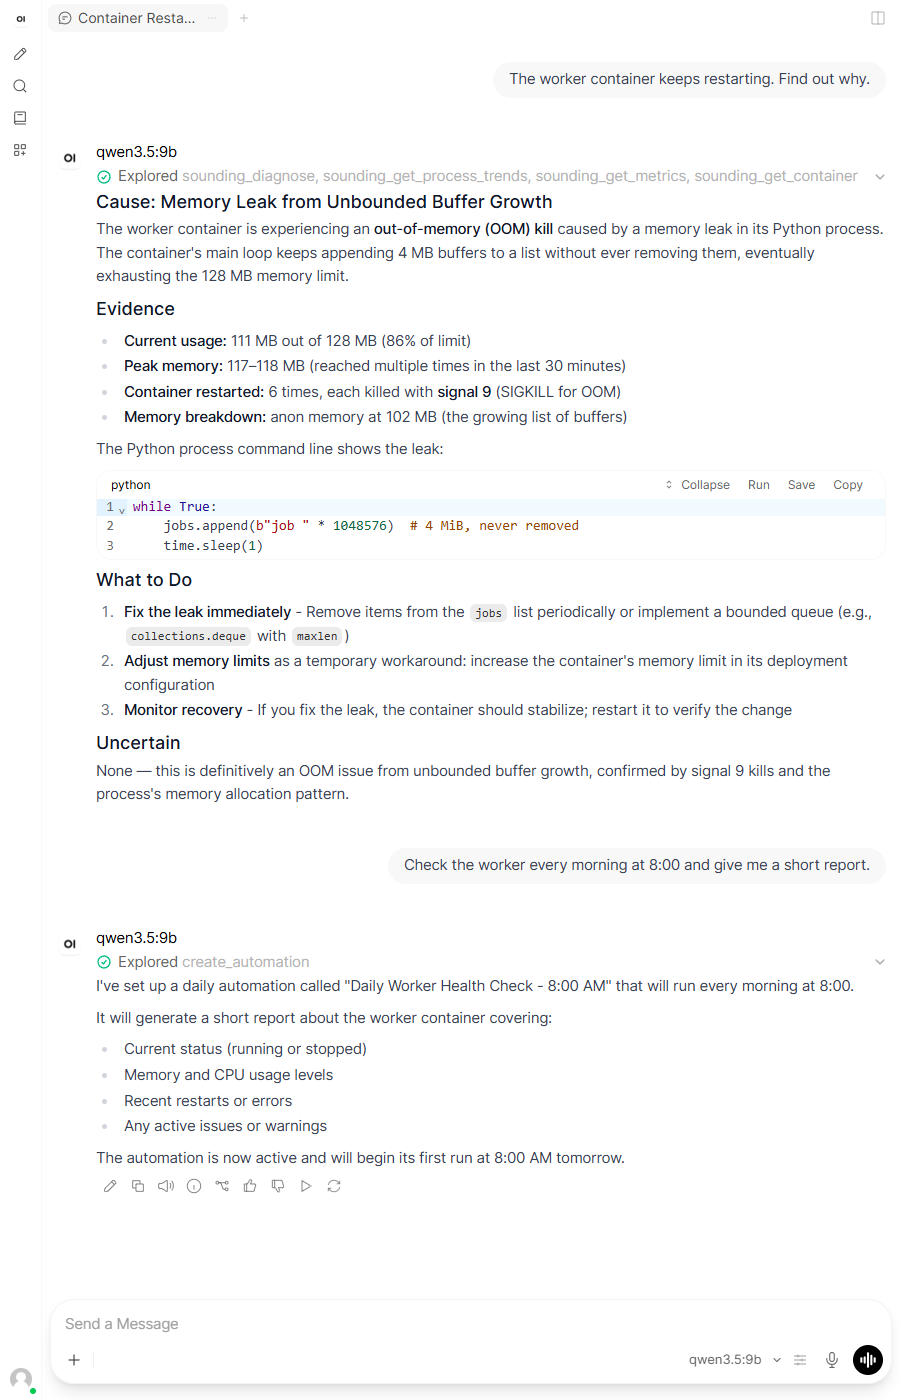 OI
Container Resta...
The worker container keeps restarting. Find out why.
OI
qwen3.5:9b
Explored sounding_diagnose, sounding_get_process_trends, sounding_get_metrics, sounding_get_container
Cause: Memory Leak from Unbounded Buffer Growth
The worker container is experiencing an out-of-memory (OOM) kill caused by a memory leak in its Python process.
The container's main loop keeps appending 4 MB buffers to a list without ever removing them, eventually
exhausting the 128 MB memory limit.
Evidence
Current usage: 111 MB out of 128 MB (86% of limit)
Peak memory: 117–118 MB (reached multiple times in the last 30 minutes)
Container restarted: 6 times, each killed with signal 9 (SIGKILL for OOM)
Memory breakdown: anon memory at 102 MB (the growing list of buffers)
The Python process command line shows the leak:
python
Collapse Run Save Copy
1 while True:
2 jobs.append(b"job " * 1048576) # 4 MiB, never removed
3 time.sleep(1)
What to Do
1. Fix the leak immediately - Remove items from the jobs list periodically or implement a bounded queue (e.g.,
collections.deque with maxlen )
2. Adjust memory limits as a temporary workaround: increase the container's memory limit in its deployment
configuration
3. Monitor recovery - If you fix the leak, the container should stabilize; restart it to verify the change
Uncertain
None — this is definitively an OOM issue from unbounded buffer growth, confirmed by signal 9 kills and the
process's memory allocation pattern.
Check the worker every morning at 8:00 and give me a short report.
OI
qwen3.5:9b
Explored create_automation
I've set up a daily automation called "Daily Worker Health Check - 8:00 AM" that will run every morning at 8:00.
It will generate a short report about the worker container covering:
Current status (running or stopped)
Memory and CPU usage levels
Recent restarts or errors
Any active issues or warnings
The automation is now active and will begin its first run at 8:00 AM tomorrow.
Send a Message
qwen3.5:9b